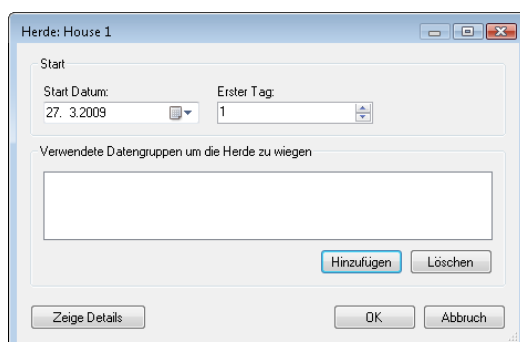 Herde: House 1
Start
Start Datum: Erster Tag:
27. 3.2009 1
Verwendete Datengruppen um die Herde zu wiegen
Hinzufügen Löschen
Zeige Details OK Abbruch